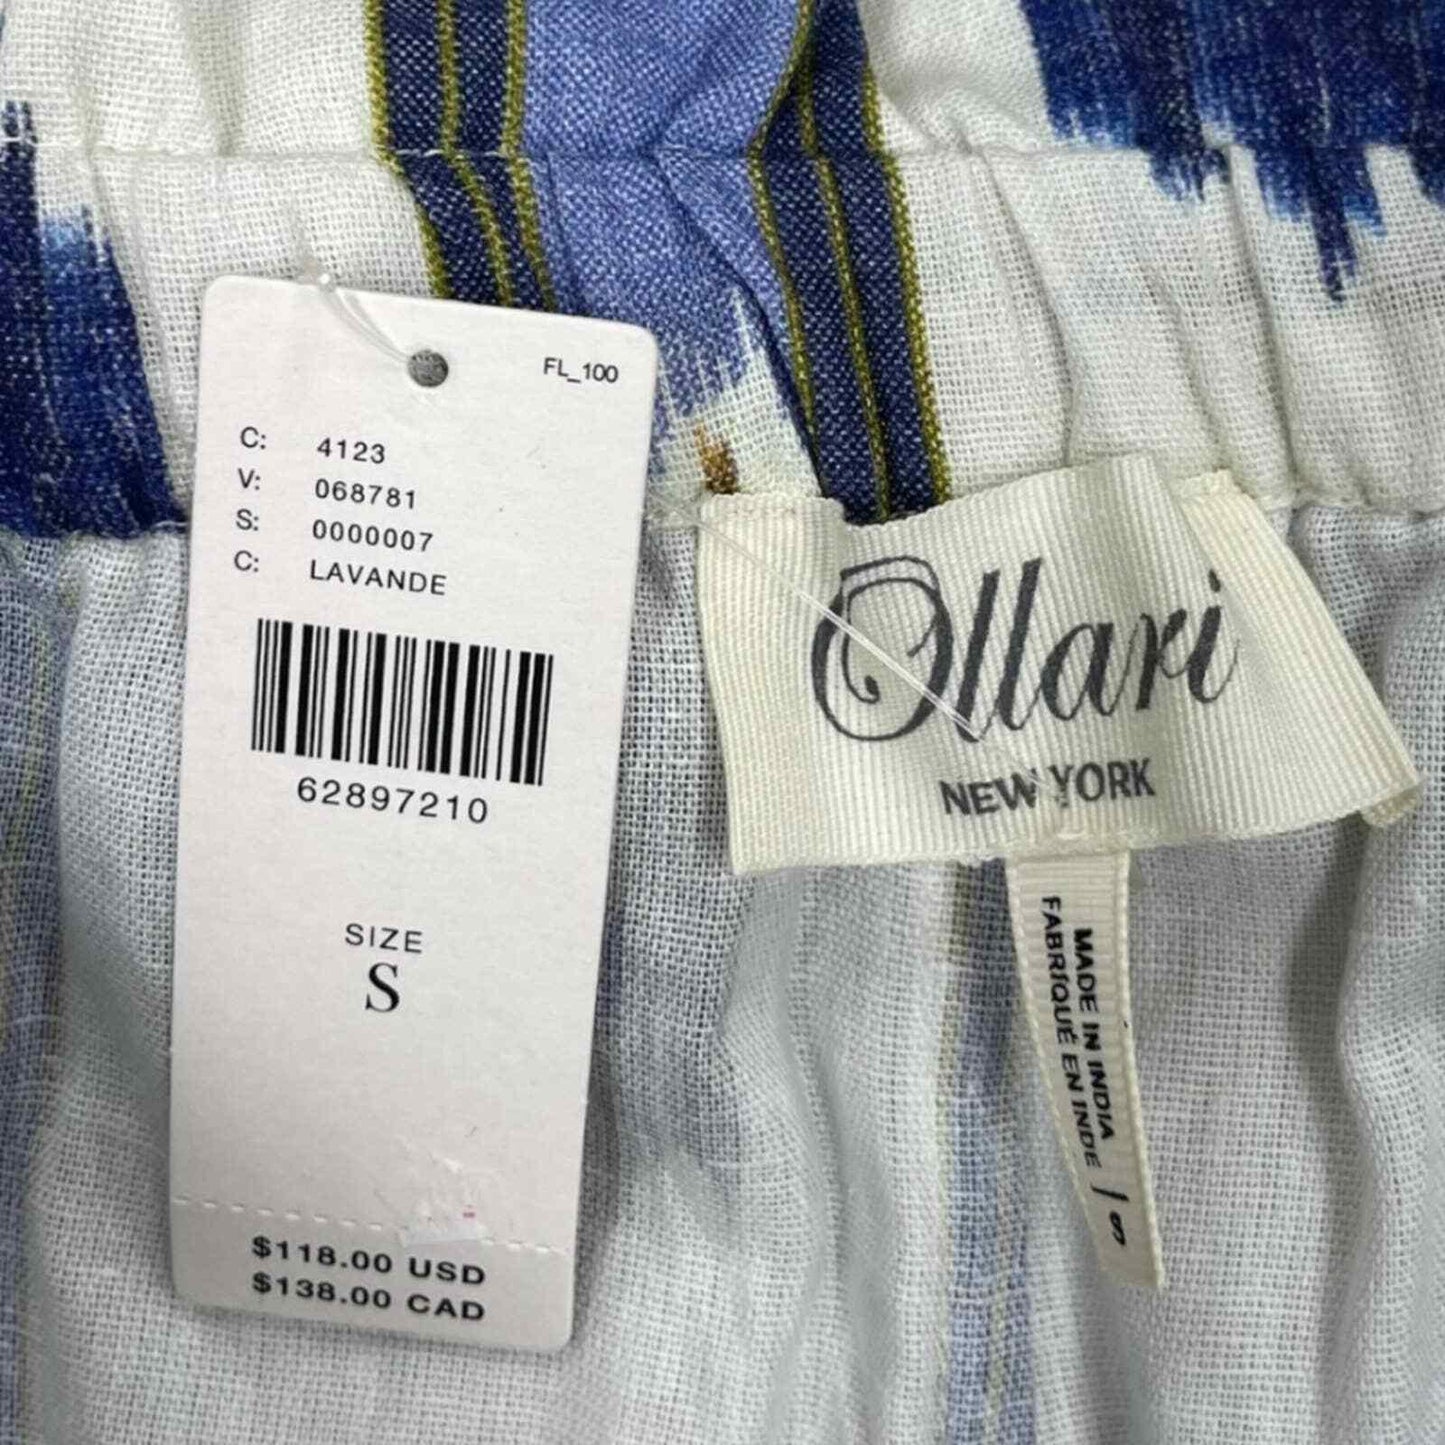 FL_100
C: 4123
V: 068781
S: 0000007
C: LAVANDE
62897210
SIZE
S
$118.00 USD
$138.00 CAD
Ollari
NEW YORK
MADE IN INDIA
FABRIQUÉ EN INDE / S